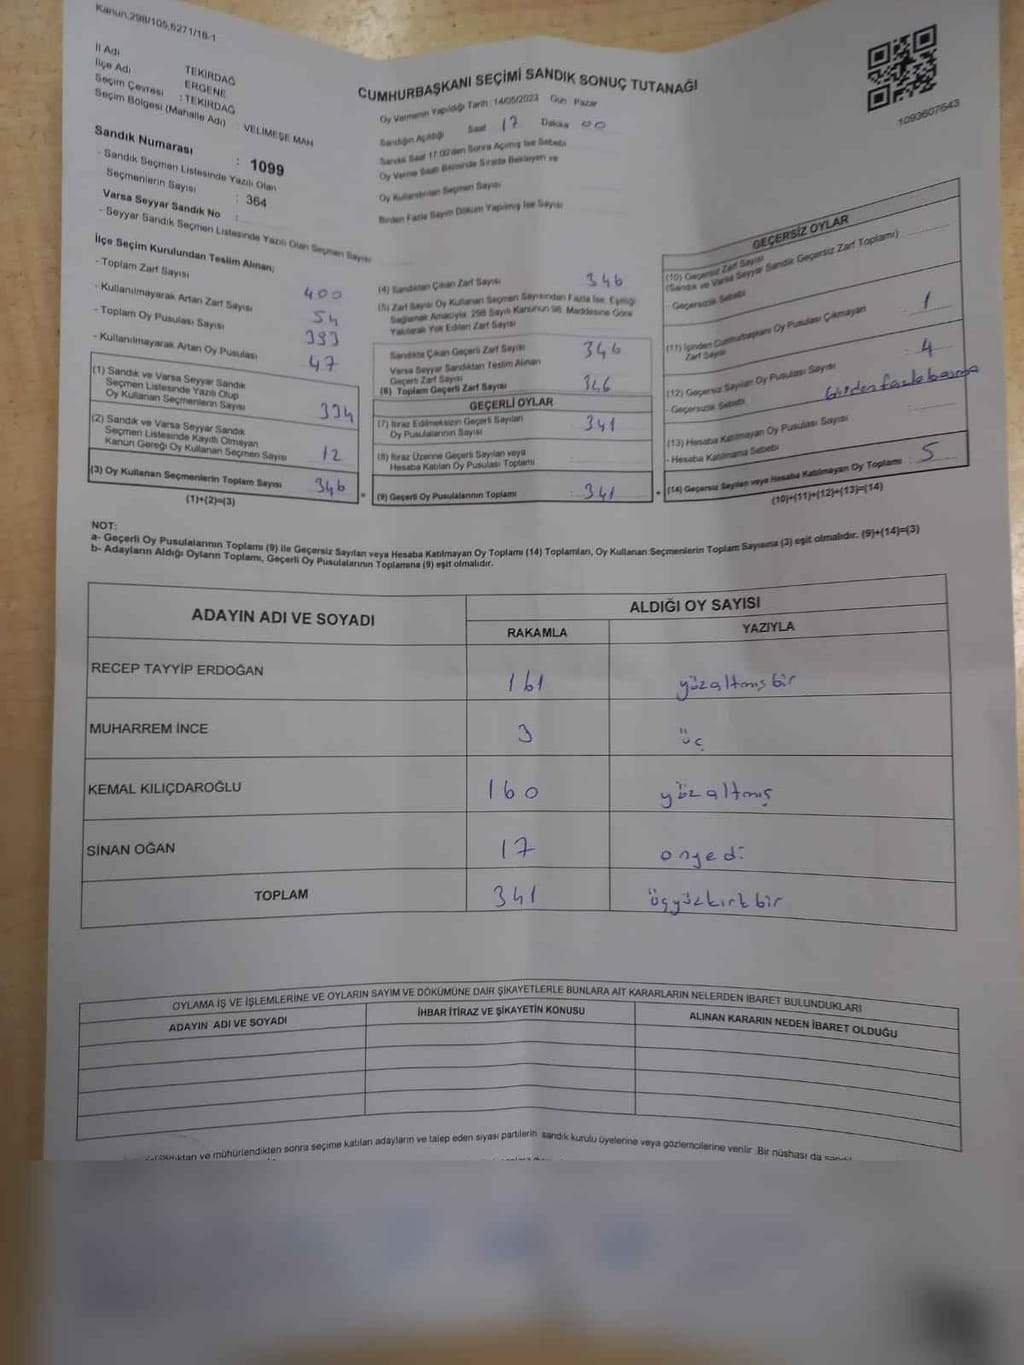 Kanun,298/105,6271/18-1
İl Adı TEKİRDAĞ
İlçe Adı ERGENE
Seçim Çevresi : TEKİRDAĞ
Seçim Bölgesi (Mahalle Adı) : VELİMEŞE MAH
Sandık Numarası : 1099
- Sandık Seçmen Listesinde Yazılı Olan
Seçmenlerin Sayısı : 364
Varsa Seyyar Sandık No :
- Seyyar Sandık Seçmen Listesinde Yazılı Olan Seçmen Sayısı
CUMHURBAŞKANI SEÇİMİ SANDIK SONUÇ TUTANAĞI
Oy Vermenin Yapıldığı Tarih : 14/05/2023 Gün Pazar
Sandığın Açıldığı Saat 17 Dakika 00
Sandık Saat 17.00'den Sonra Açılmış İse Sebebi
Oy Verme Saati Bitiminde Sırada Bekleyen ve
Oy Kullandırılan Seçmen Sayısı
Birden Fazla Sayım Döküm Yapılmış İse Sayısı
1093607643
İlçe Seçim Kurulundan Teslim Alınan;
- Toplam Zarf Sayısı 400
- Kullanılmayarak Artan Zarf Sayısı 54
- Toplam Oy Pusulası Sayısı 393
- Kullanılmayarak Artan Oy Pusulası 47
(1) Sandık ve Varsa Seyyar Sandık
Seçmen Listesinde Yazılı Olup
Oy Kullanan Seçmenlerin Sayısı 334
(2) Sandık ve Varsa Seyyar Sandık
Seçmen Listesinde Kayıtlı Olmayan
Kanun Gereği Oy Kullanan Seçmen Sayısı 12
(3) Oy Kullanan Seçmenlerin Toplam Sayısı 346
(1)+(2)=(3)
(4) Sandıktan Çıkan Zarf Sayısı 346
(5) Zarf Sayısı Oy Kullanan Seçmen Sayısından Fazla İse, Eşitliği
Sağlamak Amacıyla, 298 Sayılı Kanunun 98. Maddesine Göre
Yakılarak Yok Edilen Zarf Sayısı
Sandıkta Çıkan Geçerli Zarf Sayısı 346
Varsa Seyyar Sandıktan Teslim Alınan
Geçerli Zarf Sayısı
(6) Toplam Geçerli Zarf Sayısı 346
GEÇERLİ OYLAR
(7) İtiraz Edilmeksizin Geçerli Sayılan
Oy Pusulalarının Sayısı 341
(8) İtiraz Üzerine Geçerli Sayılan veya
Hesaba Katılan Oy Pusulası Toplamı
(9) Geçerli Oy Pusulalarının Toplamı : 341
GEÇERSİZ OYLAR
(10) Geçersiz Zarf Sayısı
(Sandık ve Varsa Seyyar Sandık Geçersiz Zarf Toplamı)
- Geçersizlik Sebebi
(11) İçinden Cumhurbaşkanı Oy Pusulası Çıkmayan
Zarf Sayısı 1
(12) Geçersiz Sayılan Oy Pusulası Sayısı 4
- Geçersizlik Sebebi : birden fazla basma
(13) Hesaba Katılmayan Oy Pusulası Sayısı
- Hesaba Katılmama Sebebi :
(14) Geçersiz Sayılan veya Hesaba Katılmayan Oy Toplamı : 5
(10)+(11)+(12)+(13)=(14)
NOT:
a- Geçerli Oy Pusulalarının Toplamı (9) ile Geçersiz Sayılan veya Hesaba Katılmayan Oy Toplamı (14) Toplamları, Oy Kullanan Seçmenlerin Toplam Sayısına (3) eşit olmalıdır. (9)+(14)=(3)
b- Adayların Aldığı Oyların Toplamı, Geçerli Oy Pusulalarının Toplamına (9) eşit olmalıdır.
ADAYIN ADI VE SOYADI ALDIĞI OY SAYISI
RAKAMLA YAZIYLA
RECEP TAYYİP ERDOĞAN 161 yüzaltmışbir
MUHARREM İNCE 3 üç
KEMAL KILIÇDAROĞLU 160 yüzaltmış
SİNAN OĞAN 17 onyedi
TOPLAM 341 üçyüzkırkbir
OYLAMA İŞ VE İŞLEMLERİNE VE OYLARIN SAYIM VE DÖKÜMÜNE DAİR ŞİKAYETLERLE BUNLARA AİT KARARLARIN NELERDEN İBARET BULUNDUKLARI
ADAYIN ADI VE SOYADI İHBAR İTİRAZ VE ŞİKAYETİN KONUSU ALINAN KARARIN NEDEN İBARET OLDUĞU
ve mühürlendikten sonra seçime katılan adayların ve talep eden siyasi partilerin sandık kurulu üyelerine veya gözlemcilerine verilir. Bir nüshası da